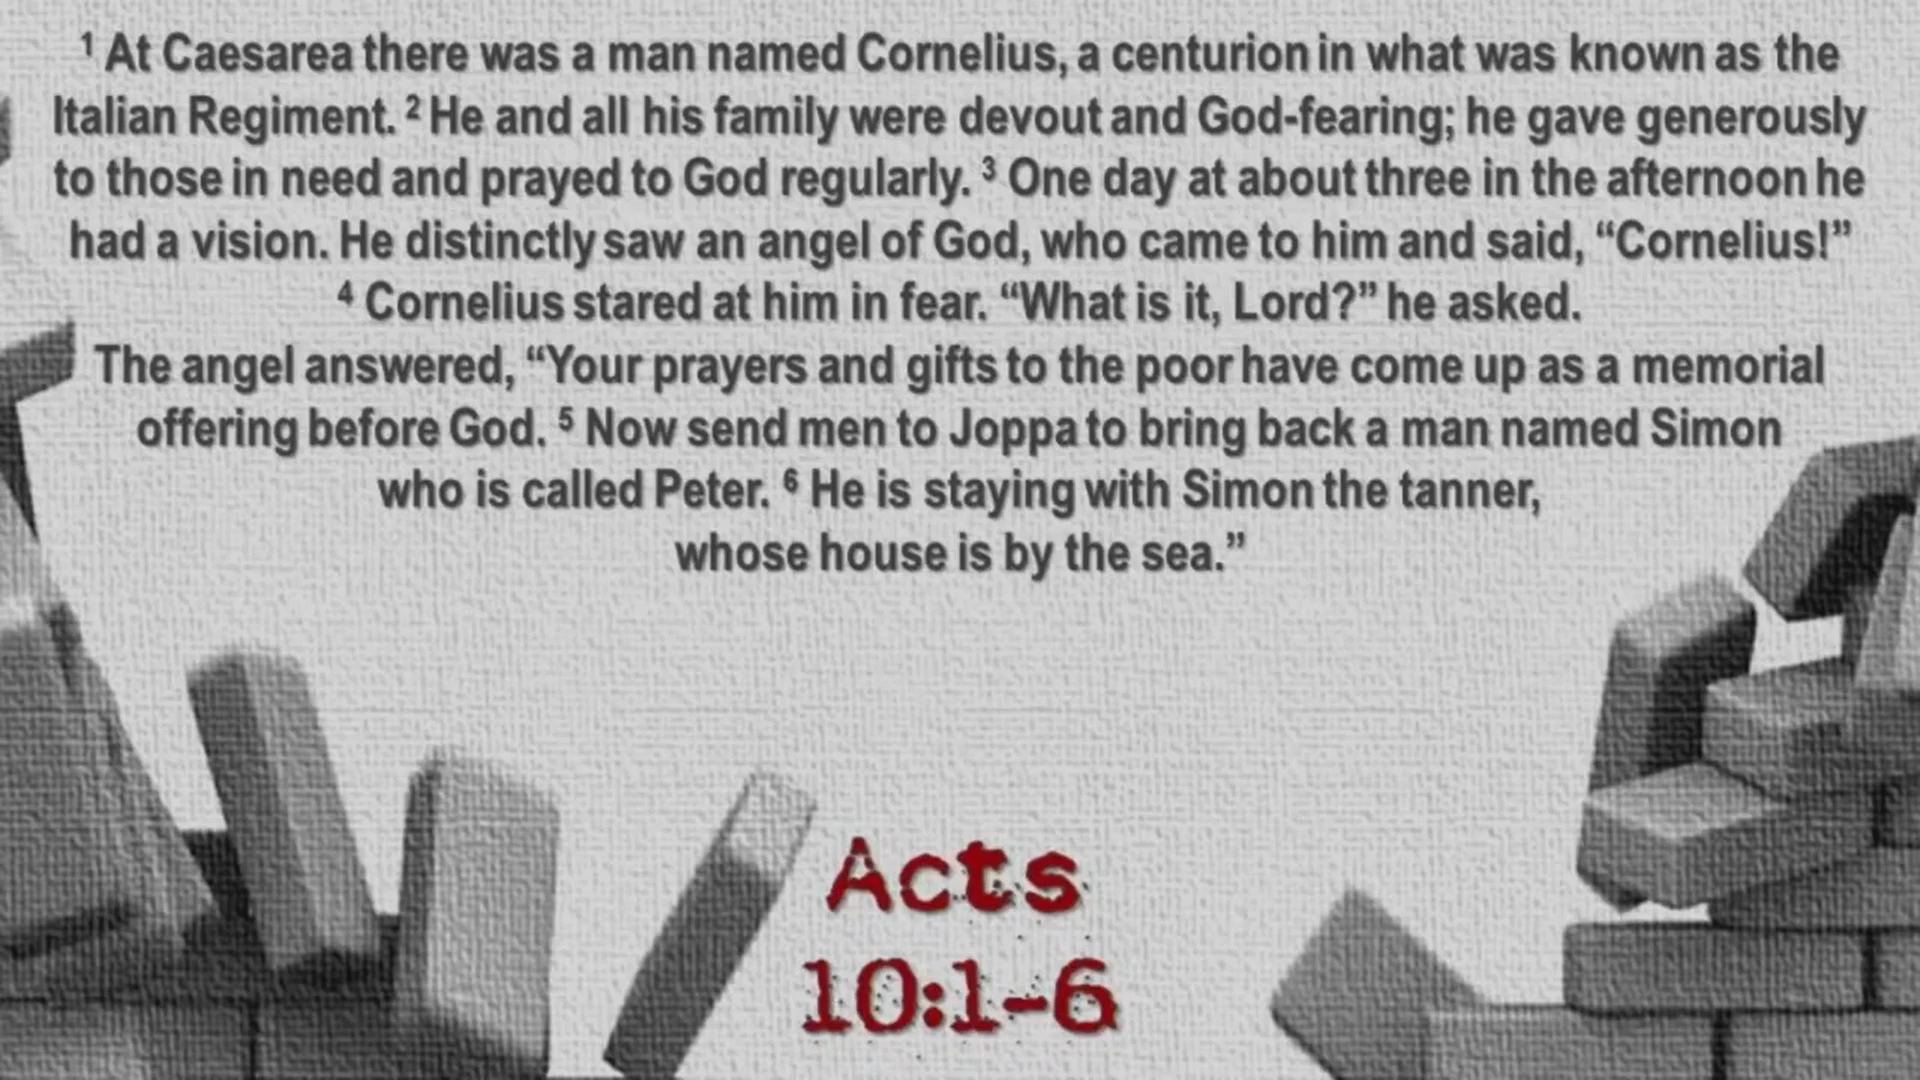 ¹ At Caesarea there was a man named Cornelius, a centurion in what was known as the
Italian Regiment. ² He and all his family were devout and God-fearing; he gave generously
to those in need and prayed to God regularly. ³ One day at about three in the afternoon he
had a vision. He distinctly saw an angel of God, who came to him and said, “Cornelius!”
⁴ Cornelius stared at him in fear. “What is it, Lord?” he asked.
The angel answered, “Your prayers and gifts to the poor have come up as a memorial
offering before God. ⁵ Now send men to Joppa to bring back a man named Simon
who is called Peter. ⁶ He is staying with Simon the tanner,
whose house is by the sea.”
Acts
10:1-6